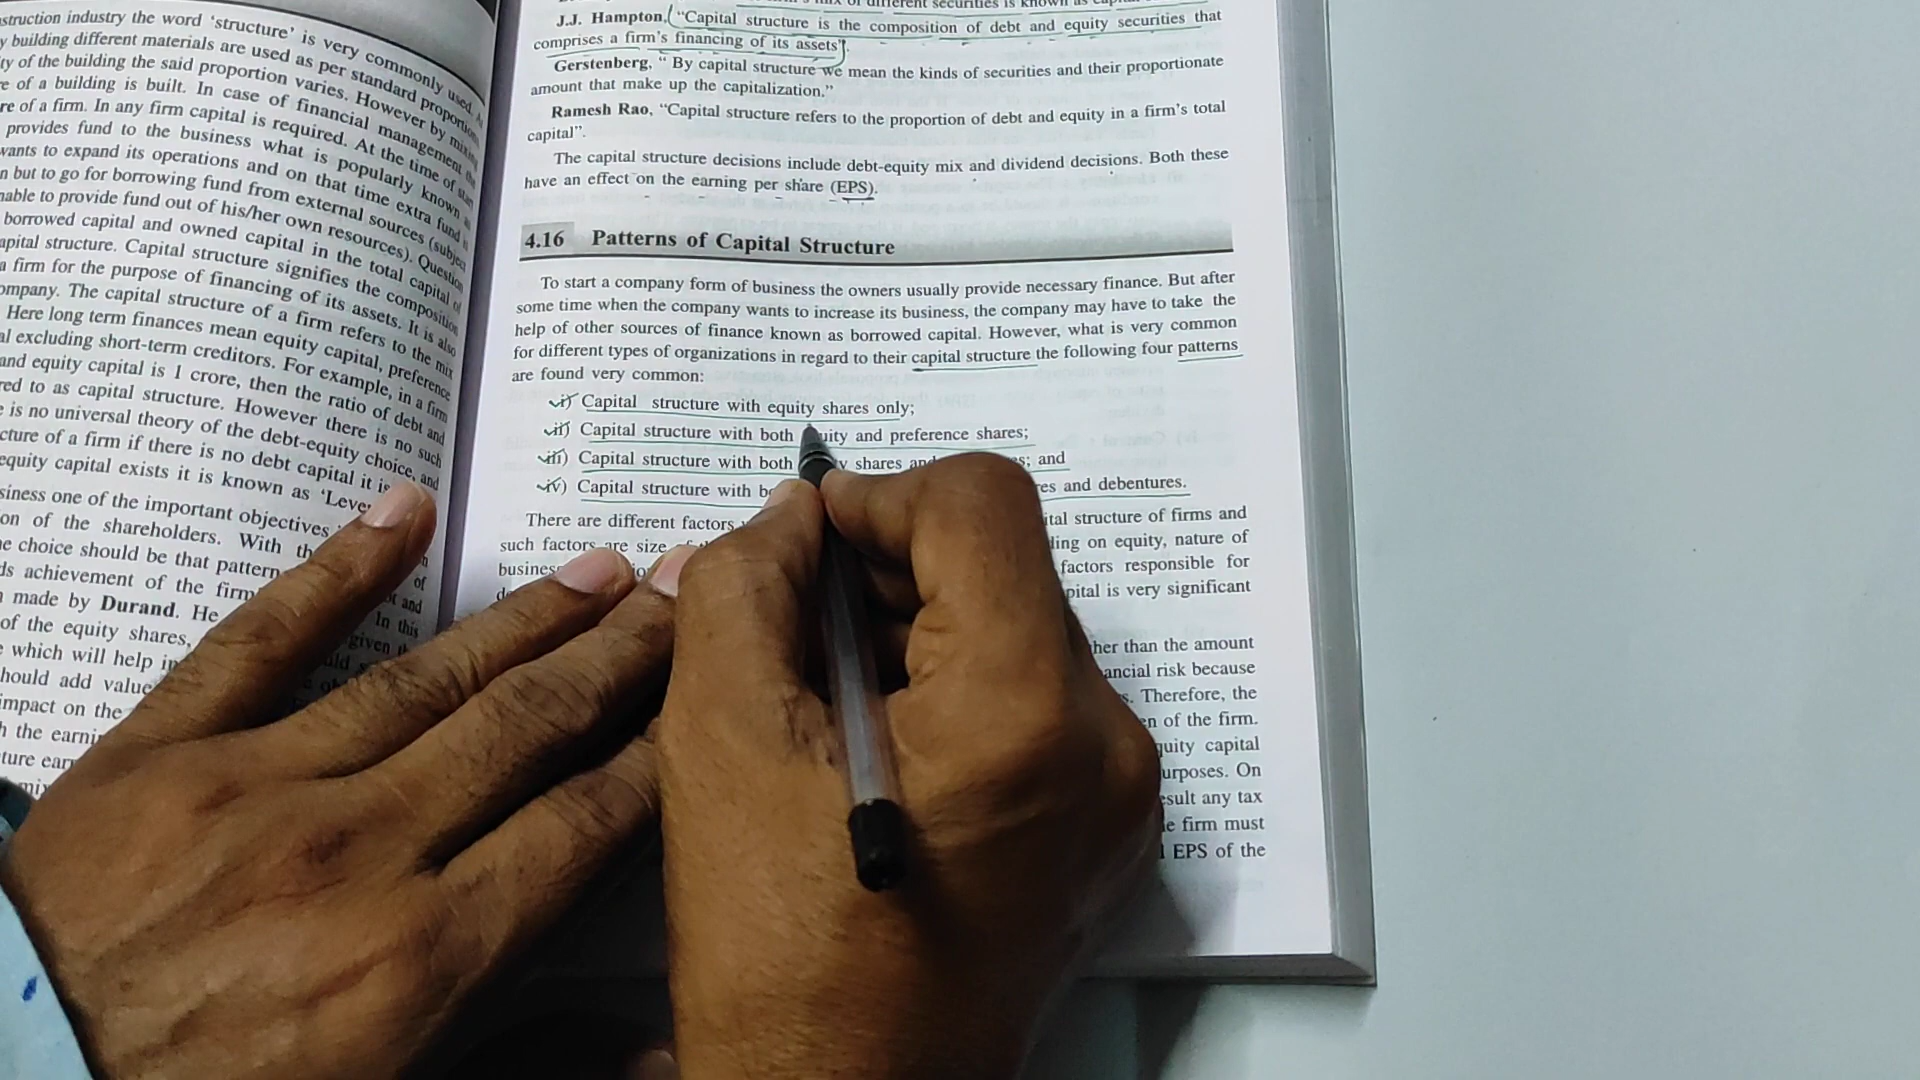 nstruction industry the word ‘structure’ is very commonly used.
y building different materials are used as per standard proportion
ty of the building the said proportion varies. However by mixing
e of a building is built. In case of financial management the
re of a firm. In any firm capital is required. At the time of
provides fund to the business what is popularly known as
wants to expand its operations and on that time extra fund is
n but to go for borrowing fund from external sources (subject
nable to provide fund out of his/her own resources). Question
borrowed capital and owned capital in the total capital of
apital structure. Capital structure signifies the composition
a firm for the purpose of financing of its assets. It is also
ompany. The capital structure of a firm refers to the mix
Here long term finances mean equity capital, preference
al excluding short-term creditors. For example, in a firm
and equity capital is 1 crore, then the ratio of debt and
red to as capital structure. However there is no such
e is no universal theory of the debt-equity choice, and
cture of a firm if there is no debt capital it is
equity capital exists it is known as ‘Lever
siness one of the important objectives
on of the shareholders. With th
he choice should be that pattern of
ds achievement of the firm and
made by Durand. He In this
of the equity shares, given
which will help in
hould add value
impact on the
h the earni
ture earn
mix
J.J. Hampton, “Capital structure is the composition of debt and equity securities that
comprises a firm’s financing of its assets”.
Gerstenberg, “ By capital structure we mean the kinds of securities and their proportionate
amount that make up the capitalization.”
Ramesh Rao, “Capital structure refers to the proportion of debt and equity in a firm’s total
capital”.
The capital structure decisions include debt-equity mix and dividend decisions. Both these
have an effect on the earning per share (EPS).
4.16 Patterns of Capital Structure
To start a company form of business the owners usually provide necessary finance. But after
some time when the company wants to increase its business, the company may have to take the
help of other sources of finance known as borrowed capital. However, what is very common
for different types of organizations in regard to their capital structure the following four patterns
are found very common:
i) Capital structure with equity shares only;
ii) Capital structure with both uity and preference shares;
iii) Capital structure with both y shares an s; and
iv) Capital structure with bo es and debentures.
There are different factors ital structure of firms and
such factors are size ding on equity, nature of
business factors responsible for
pital is very significant
her than the amount
ancial risk because
s. Therefore, the
en of the firm.
quity capital
urposes. On
esult any tax
e firm must
EPS of the